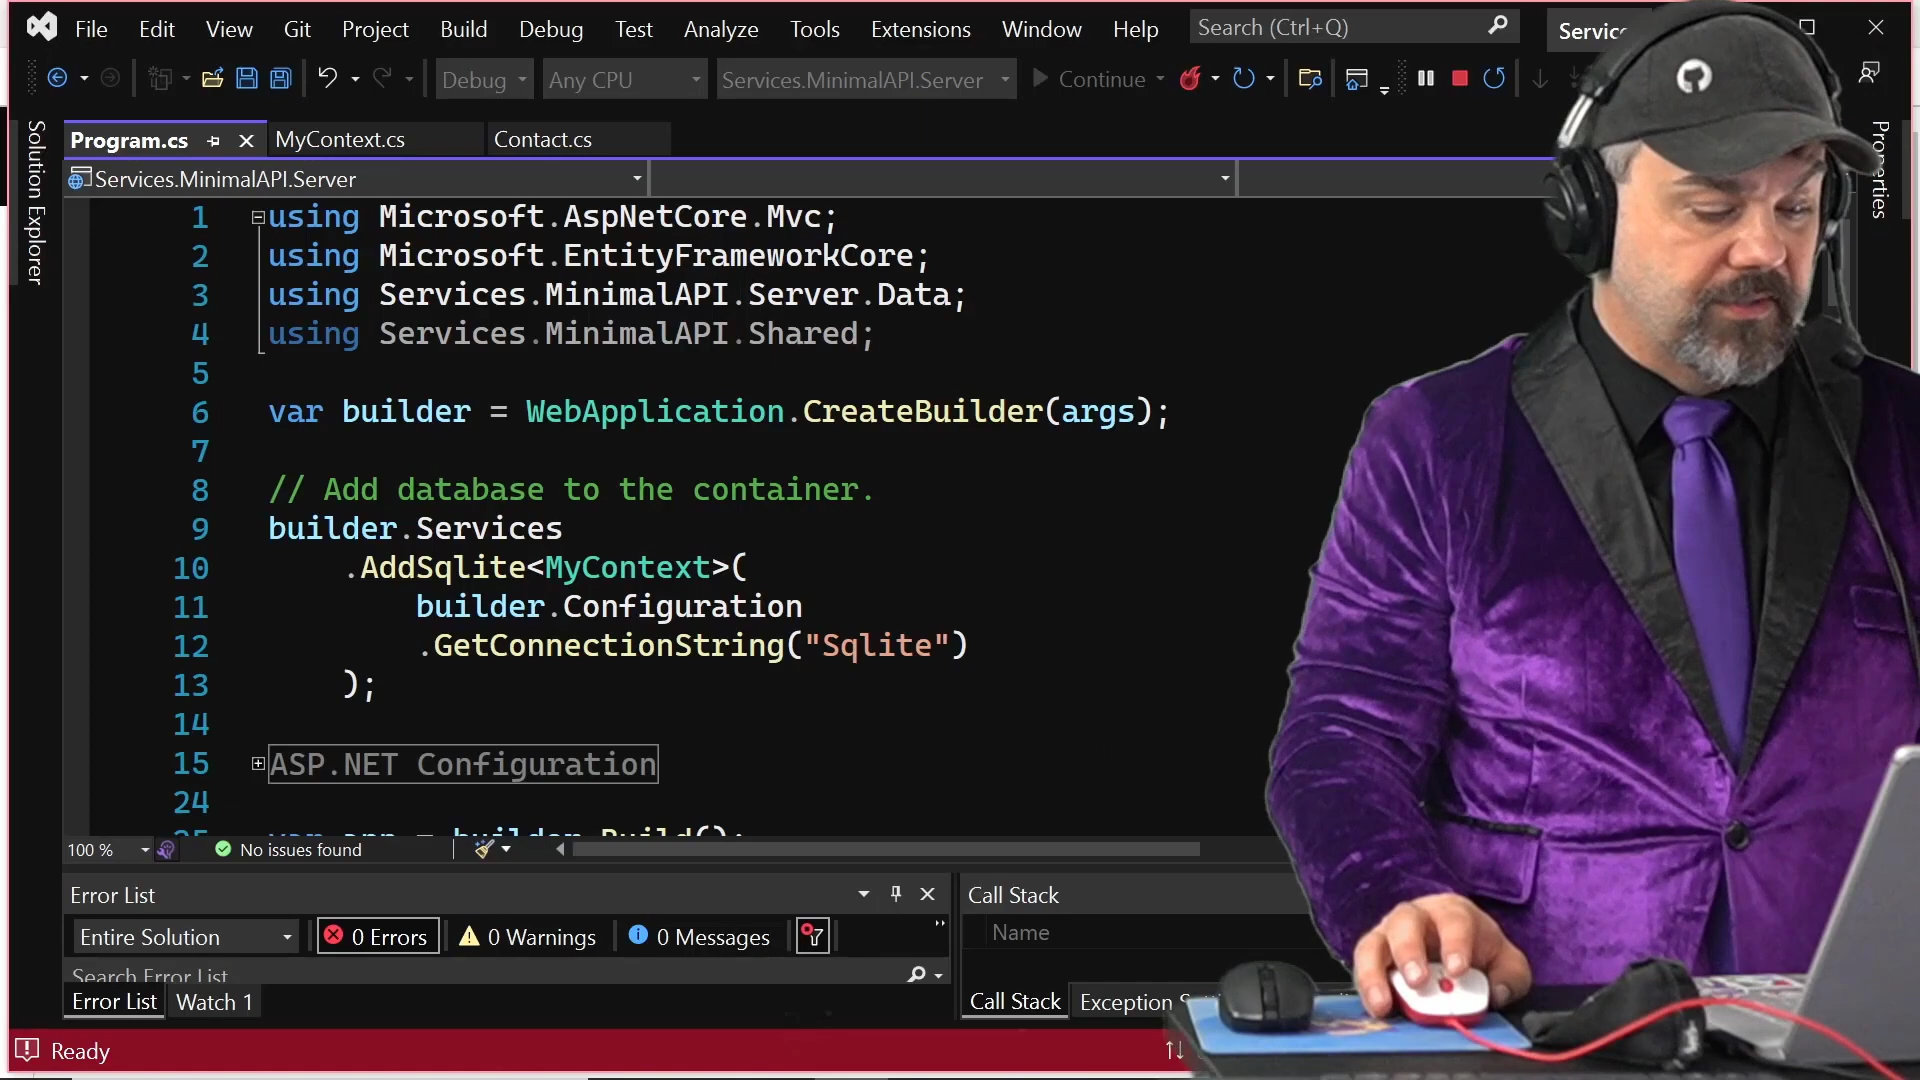 File Edit View Git Project Build Debug Test Analyze Tools Extensions Window Help Search (Ctrl+Q)
Debug Any CPU Services.MinimalAPI.Server Continue
Solution Explorer
Program.cs MyContext.cs Contact.cs
Properties
Services.MinimalAPI.Server
1 using Microsoft.AspNetCore.Mvc;
2 using Microsoft.EntityFrameworkCore;
3 using Services.MinimalAPI.Server.Data;
4 using Services.MinimalAPI.Shared;
5
6 var builder = WebApplication.CreateBuilder(args);
7
8 // Add database to the container.
9 builder.Services
10 .AddSqlite<MyContext>(
11 builder.Configuration
12 .GetConnectionString("Sqlite")
13 );
14
15 ASP.NET Configuration
24
25 var app = builder.Build();
100 % No issues found
Error List
Call Stack
Entire Solution 0 Errors 0 Warnings 0 Messages
Name
Search Error List
Error List Watch 1
Call Stack Exception
Ready